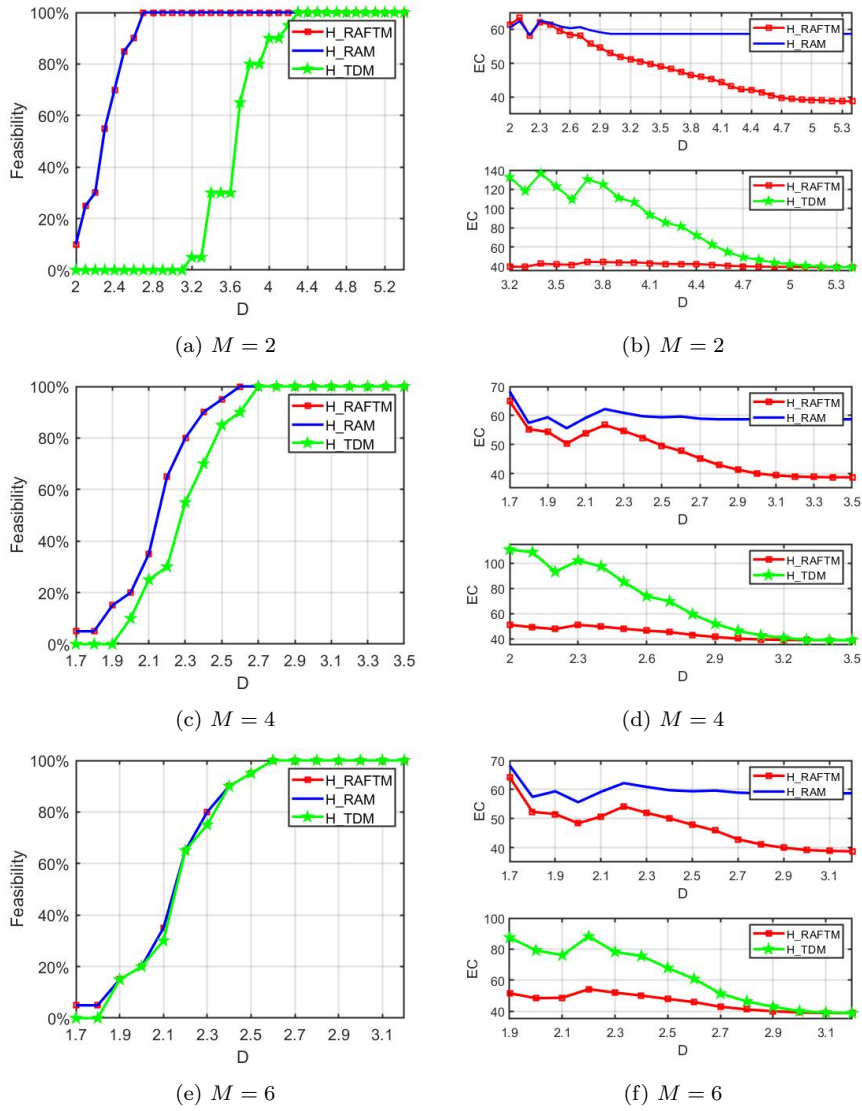 100%
80%
60%
40%
20%
0%
Feasibility
2 2.4 2.8 3.2 3.6 4 4.4 4.8 5.2
D
H_RAFTM
H_RAM
H_TDM
(a) M = 2
60
50
40
EC
2 2.3 2.6 2.9 3.2 3.5 3.8 4.1 4.4 4.7 5 5.3
D
H_RAFTM
H_RAM
140
120
100
80
60
40
EC
3.2 3.5 3.8 4.1 4.4 4.7 5 5.3
D
H_RAFTM
H_TDM
(b) M = 2
100%
80%
60%
40%
20%
0%
Feasibility
1.7 1.9 2.1 2.3 2.5 2.7 2.9 3.1 3.3 3.5
D
H_RAFTM
H_RAM
H_TDM
(c) M = 4
70
60
50
40
EC
1.7 1.9 2.1 2.3 2.5 2.7 2.9 3.1 3.3 3.5
D
H_RAFTM
H_RAM
100
80
60
40
EC
2 2.3 2.6 2.9 3.2 3.5
D
H_RAFTM
H_TDM
(d) M = 4
100%
80%
60%
40%
20%
0%
Feasibility
1.7 1.9 2.1 2.3 2.5 2.7 2.9 3.1
D
H_RAFTM
H_RAM
H_TDM
(e) M = 6
70
60
50
40
EC
1.7 1.9 2.1 2.3 2.5 2.7 2.9 3.1
D
H_RAFTM
H_RAM
100
80
60
40
EC
1.9 2.1 2.3 2.5 2.7 2.9 3.1
D
H_RAFTM
H_TDM
(f) M = 6